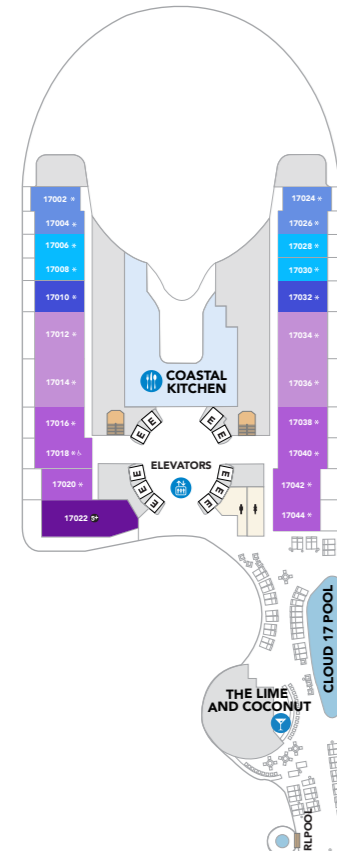 17002 *
17024 *
17004 *
17026 *
17006 *
17028 *
17008 *
17030 *
17010 *
17032 *
17012 *
17034 *
COASTAL
KITCHEN
17014 *
17036 *
17016 *
17038 *
E E E E
17018 *
17040 *
ELEVATORS
17020 *
17042 *
E E E E E E
17022
17044 *
CLOUD 17 POOL
THE LIME
AND COCONUT
RLPOOL